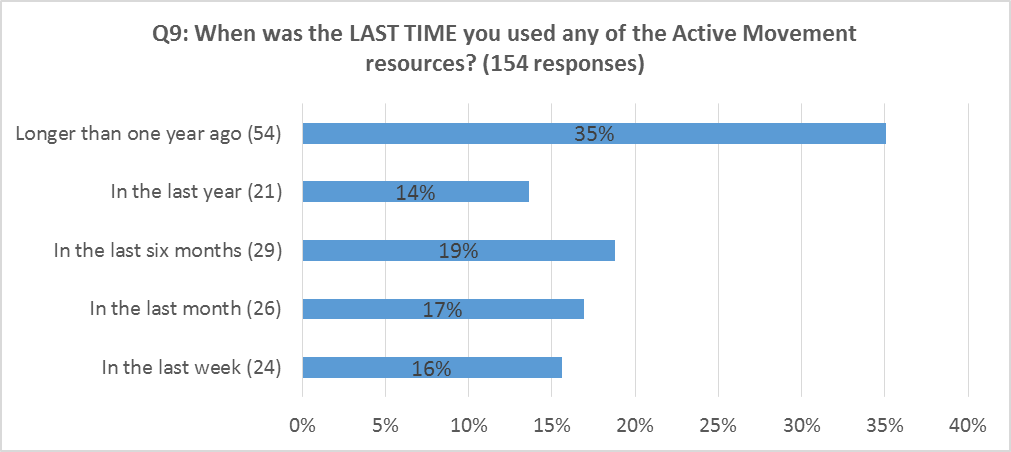 Q9: When was the LAST TIME you used any of the Active Movement
resources? (154 responses)
Longer than one year ago (54)
35%
In the last year (21)
14%
In the last six months (29)
19%
In the last month (26)
17%
In the last week (24)
16%
0% 5% 10% 15% 20% 25% 30% 35% 40%